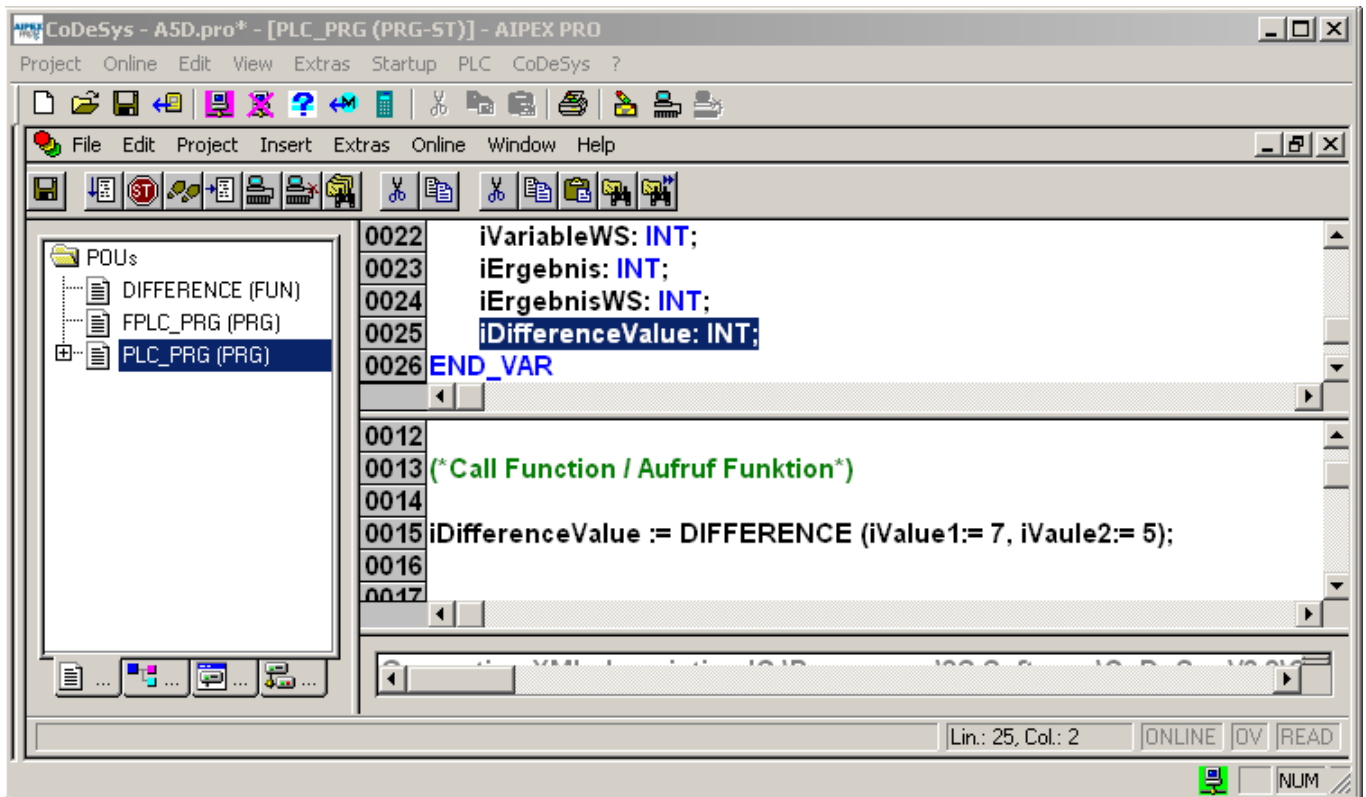 CoDeSys - A5D.pro* - [PLC_PRG (PRG-ST)] - AIPEX PRO
Project Online Edit View Extras Startup PLC CoDeSys ?
File Edit Project Insert Extras Online Window Help
POUs
DIFFERENCE (FUN)
FPLC_PRG (PRG)
PLC_PRG (PRG)
0022 iVariableWS: INT;
0023 iErgebnis: INT;
0024 iErgebnisWS: INT;
0025 iDifferenceValue: INT;
0026 END_VAR
0012
0013 (*Call Function / Aufruf Funktion*)
0014
0015 iDifferenceValue := DIFFERENCE (iValue1:= 7, iVaule2:= 5);
0016
0017
... ... ... ...
Lin.: 25, Col.: 2 ONLINE OV READ
NUM